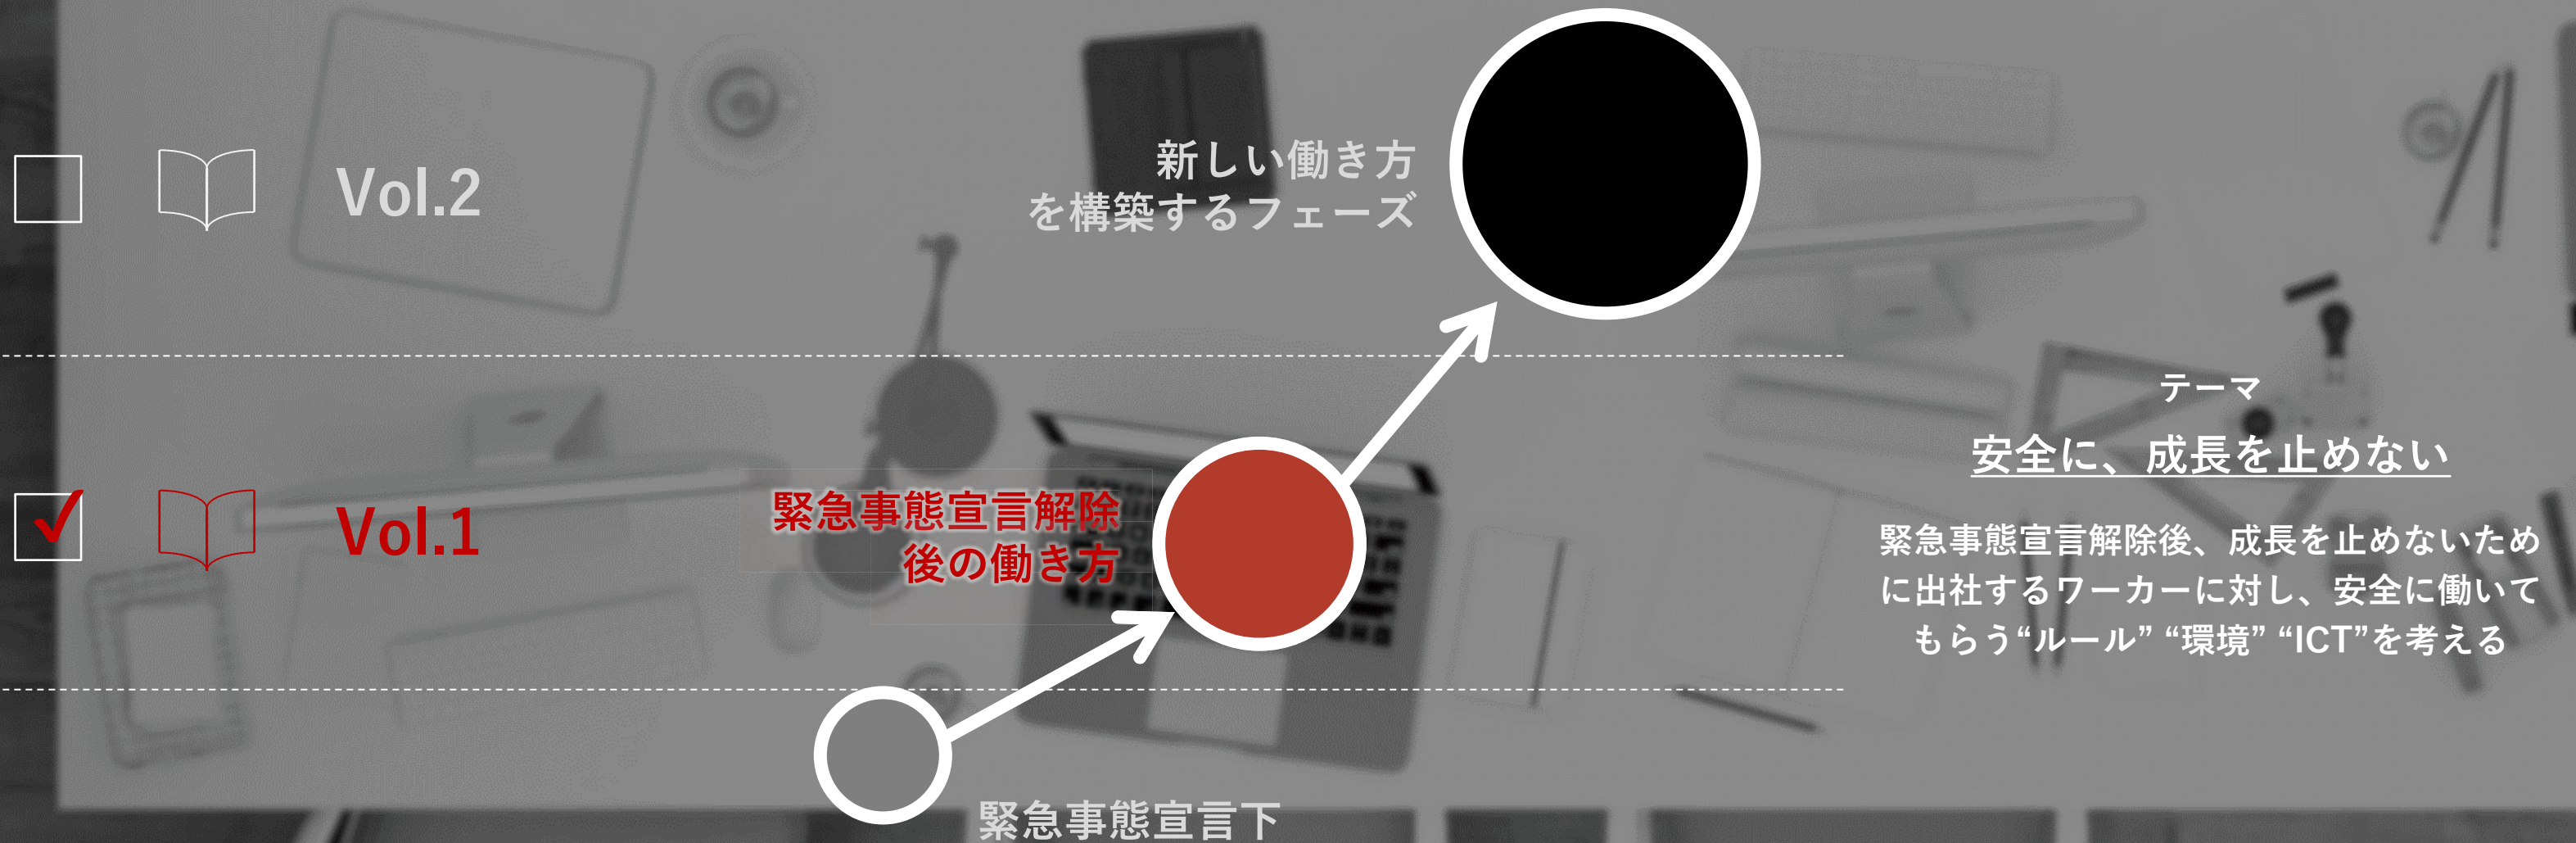 Vol.2
新しい働き方
を構築するフェーズ
Vol.1
緊急事態宣言解除
後の働き方
緊急事態宣言下
テーマ
安全に、成長を止めない
緊急事態宣言解除後、成長を止めないため
に出社するワーカーに対し、安全に働いて
もらう“ルール” “環境” “ICT”を考える